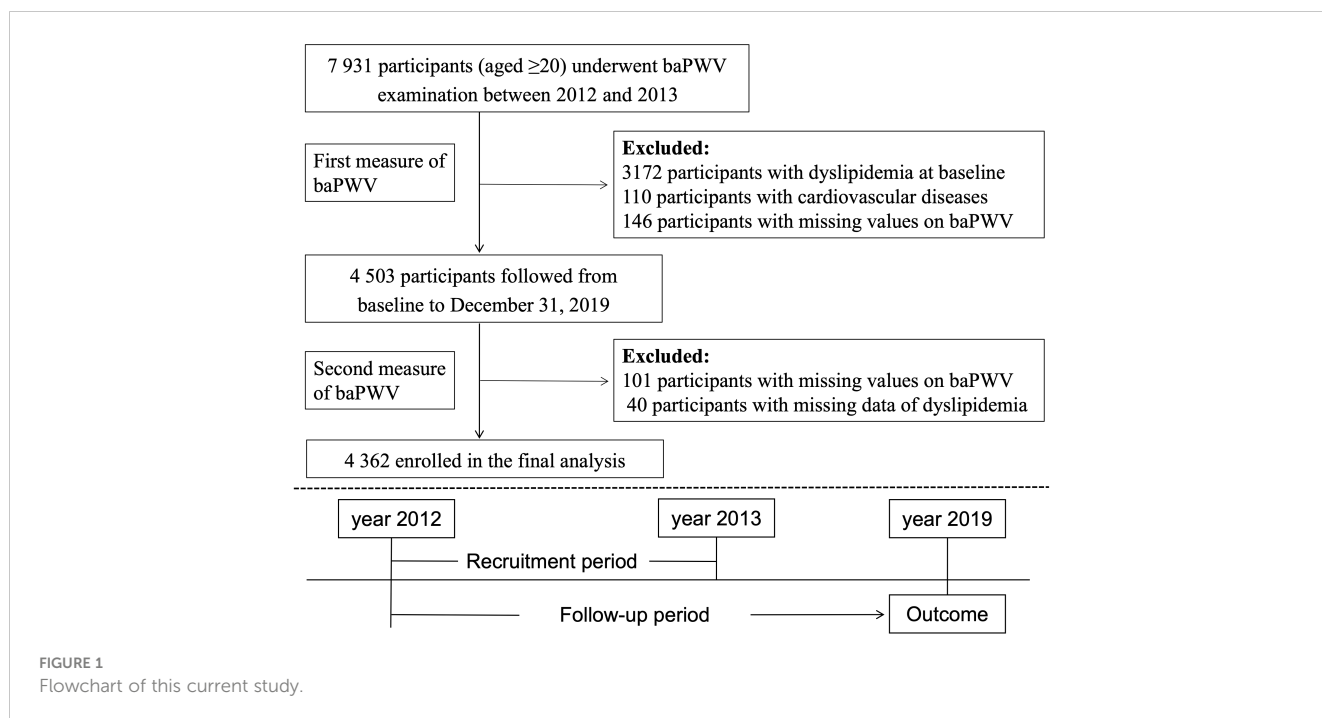 7 931 participants (aged ≥20) underwent baPWV
examination between 2012 and 2013
First measure of
baPWV
Excluded:
3172 participants with dyslipidemia at baseline
110 participants with cardiovascular diseases
146 participants with missing values on baPWV
4 503 participants followed from
baseline to December 31, 2019
Second measure
of baPWV
Excluded:
101 participants with missing values on baPWV
40 participants with missing data of dyslipidemia
4 362 enrolled in the final analysis
year 2012
year 2013
year 2019
Recruitment period
Follow-up period
Outcome
FIGURE 1
Flowchart of this current study.